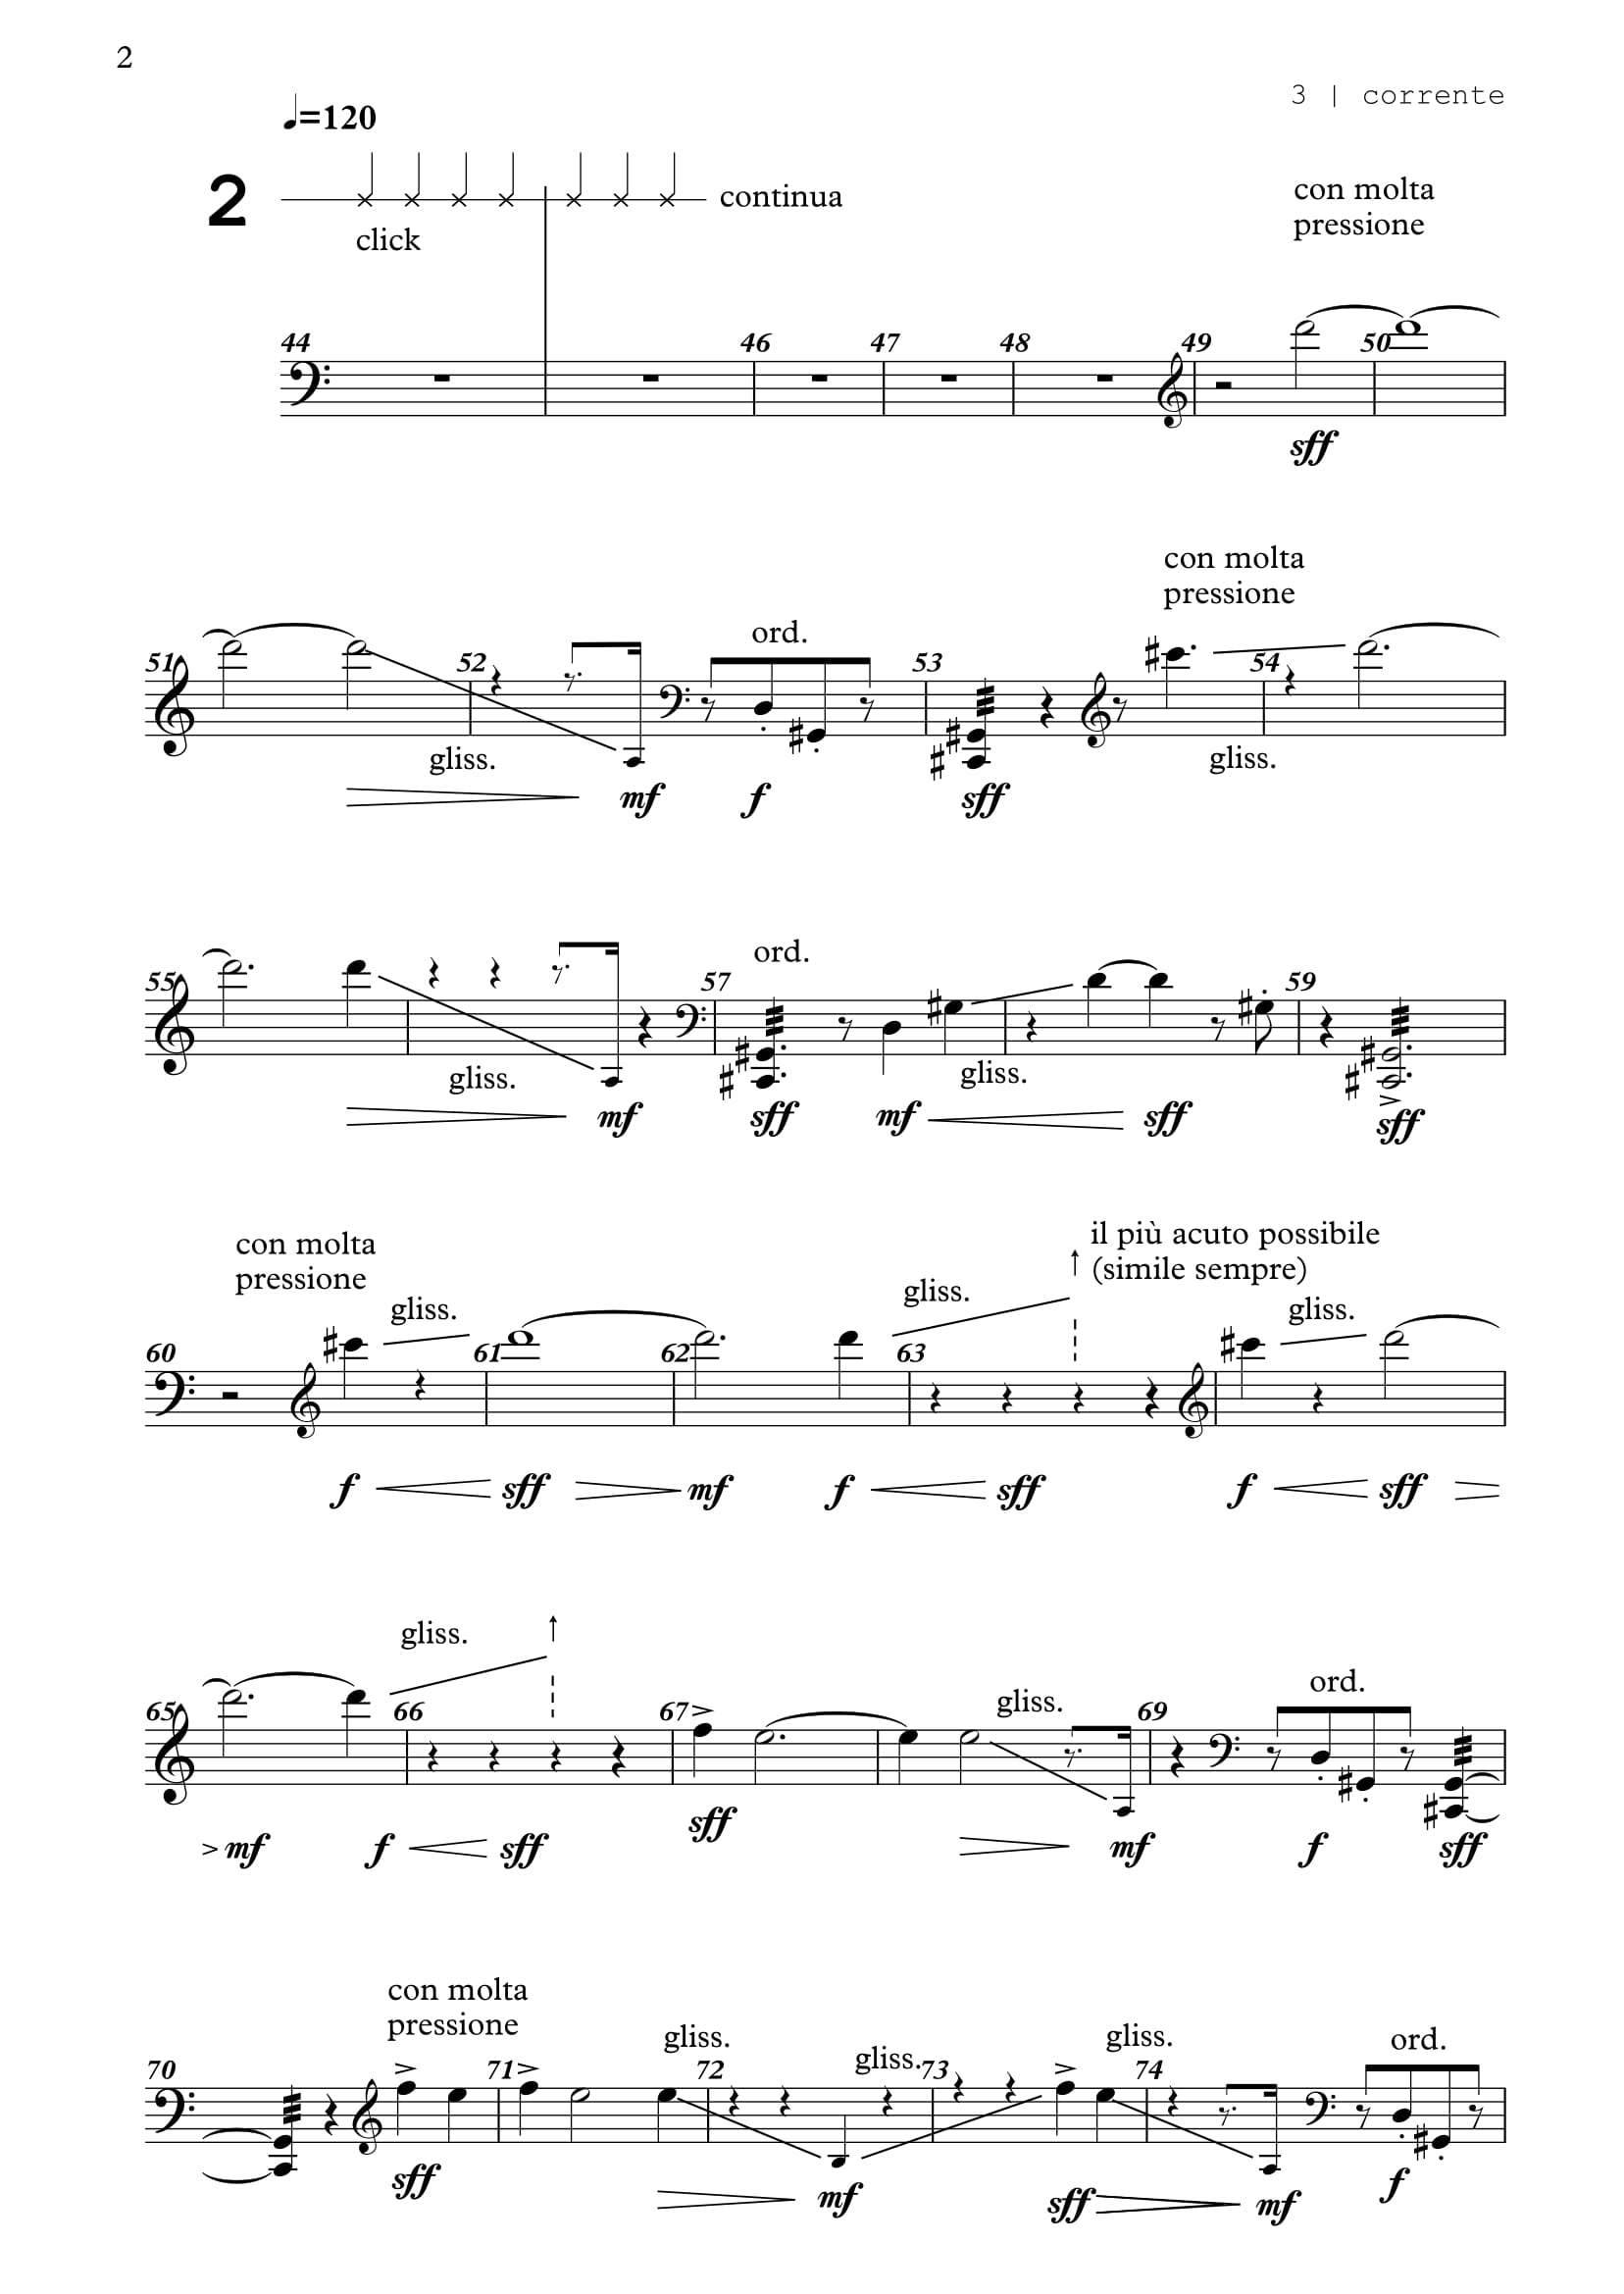 2
3 | corrente
♩=120
2
continua
click
con molta
pressione
44 46 47 48 49 50
sff
con molta
pressione
ord.
51 52 53 54
gliss. gliss.
mf f sff
ord.
55 57 59
gliss. gliss.
mf sff mf sff sff
il più acuto possibile
(simile sempre)
con molta
pressione
gliss. gliss. gliss.
60 61 62 63
f sff mf f sff f sff
gliss.
ord.
gliss.
65 66 67 69
sff
mf f sff mf f sff
con molta
pressione
gliss. gliss. gliss. ord.
70 71 72 73 74
sff mf sff mf f